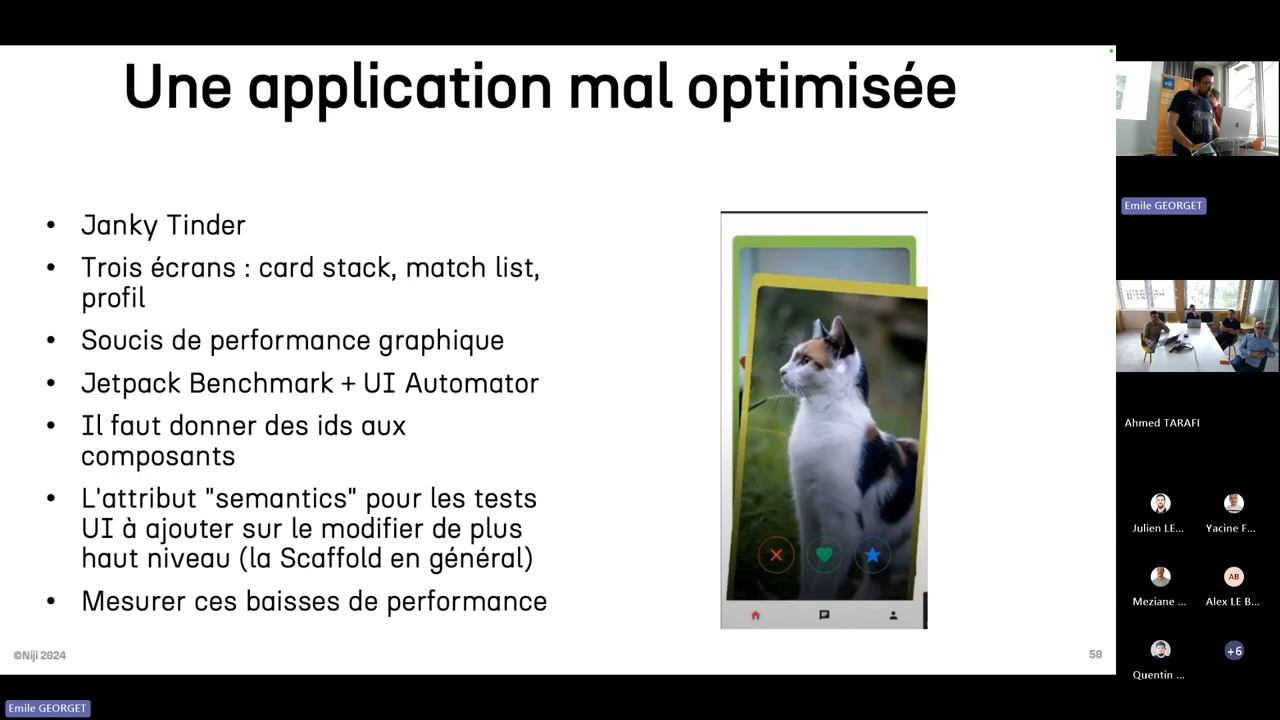 Une application mal optimisée
• Janky Tinder
• Trois écrans : card stack, match list,
profil
• Soucis de performance graphique
• Jetpack Benchmark + UI Automator
• Il faut donner des ids aux
composants
• L'attribut "semantics" pour les tests
UI à ajouter sur le modifier de plus
haut niveau (la Scaffold en général)
• Mesurer ces baisses de performance
©Niji 2024
50
Emile GEORGET
Emile GEORGET
Ahmed TARAFI
Julien LE...
Yacine F...
Meziane ...
AB
Alex LE B...
Quentin ...
+6